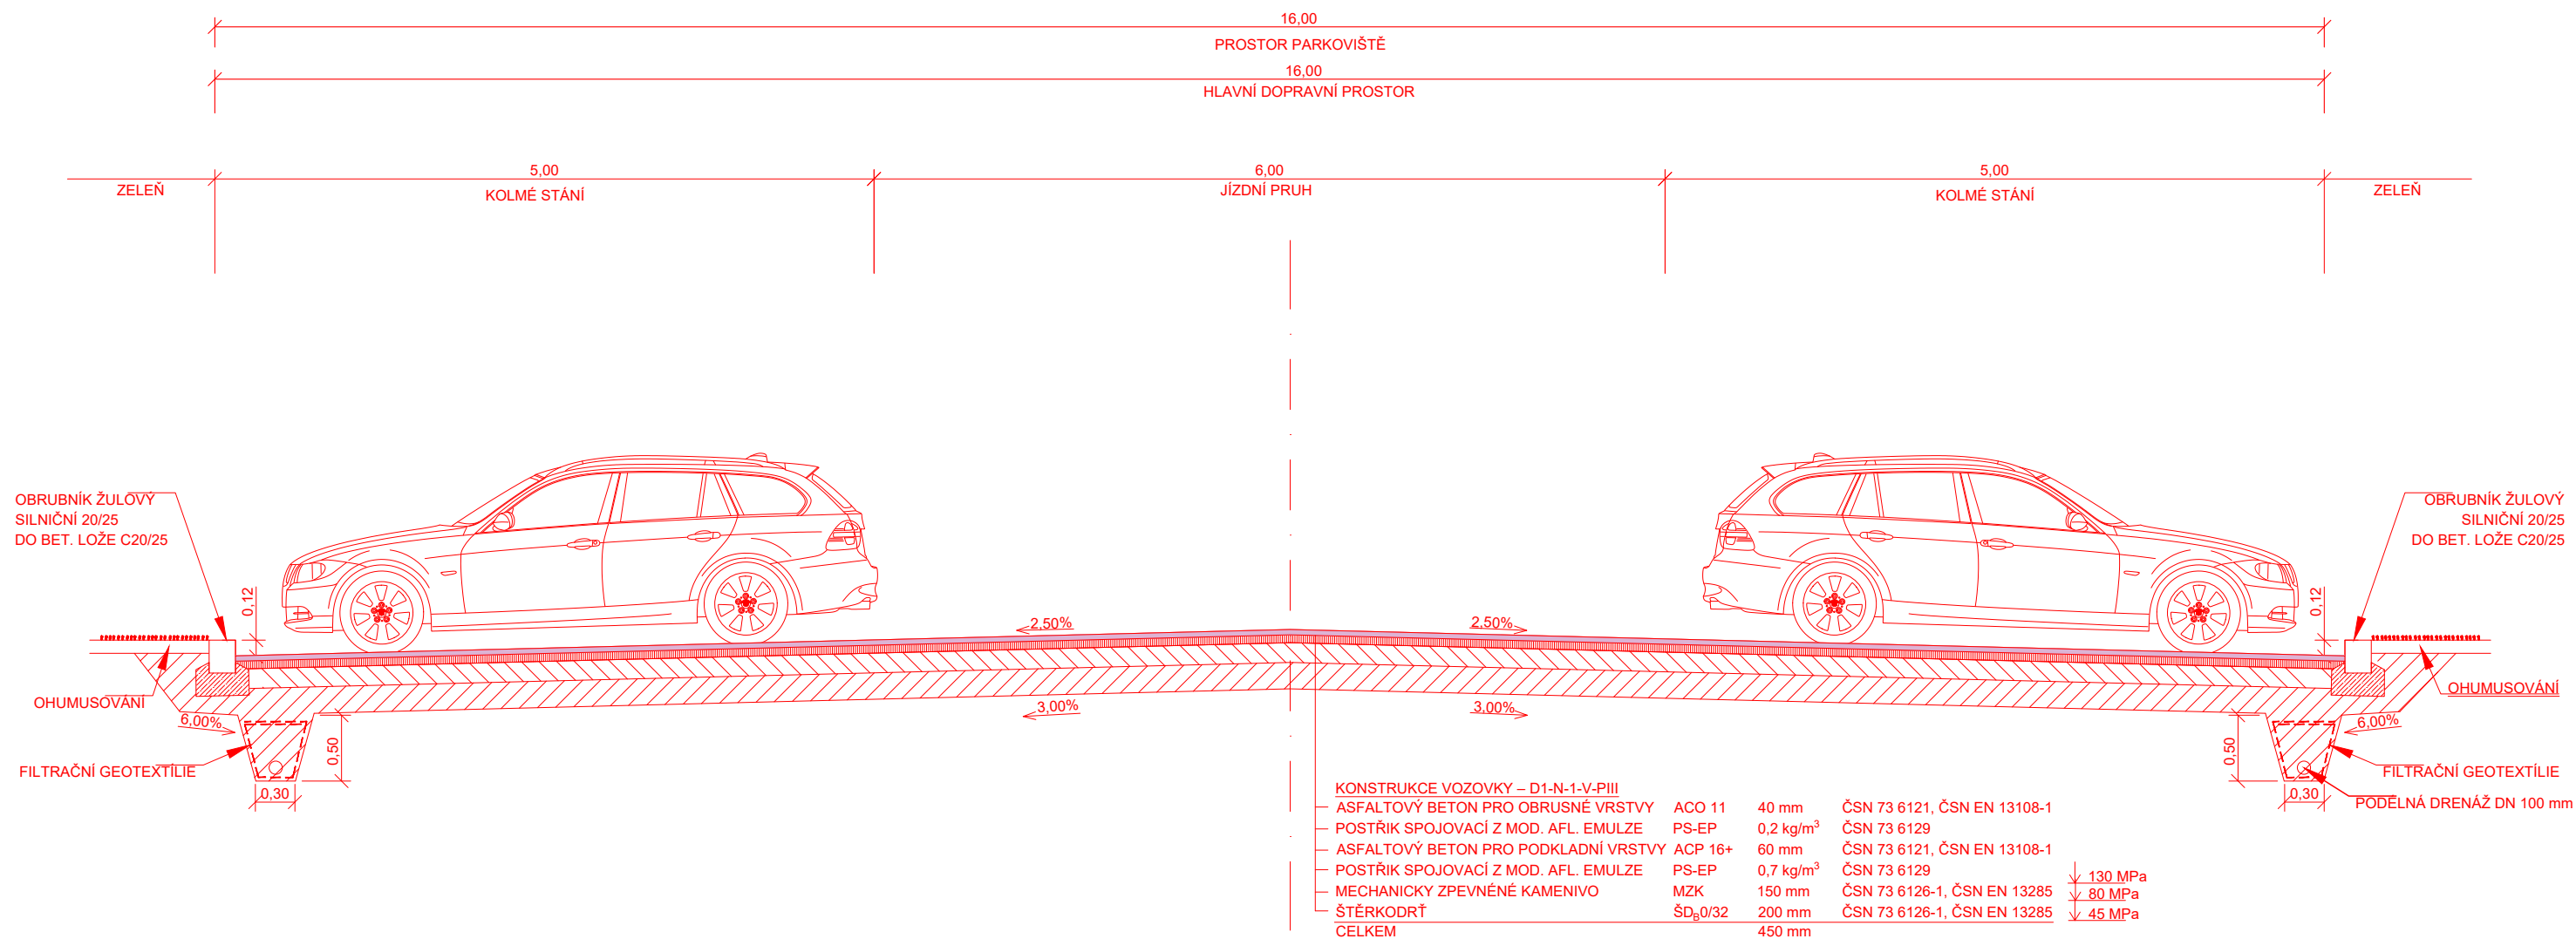 16,00
PROSTOR PARKOVIŠTĚ
16,00
HLAVNÍ DOPRAVNÍ PROSTOR
5,00
6,00
5,00
ZELEŇ
KOLMÉ STÁNÍ
JÍZDNÍ PRUH
KOLMÉ STÁNÍ
ZELEŇ
OBRUBNÍK ŽULOVÝ
SILNIČNÍ 20/25
DO BET. LOŽE C20/25
OBRUBNÍK ŽULOVÝ
SILNIČNÍ 20/25
DO BET. LOŽE C20/25
0,12
0,12
2,50%
2,50%
OHUMUSOVÁNÍ
OHUMUSOVÁNÍ
6,00%
3,00%
3,00%
6,00%
0,50
0,50
FILTRAČNÍ GEOTEXTÍLIE
FILTRAČNÍ GEOTEXTÍLIE
0,30
0,30
PODÉLNÁ DRENÁŽ DN 100 mm
KONSTRUKCE VOZOVKY – D1-N-1-V-PIII
ASFALTOVÝ BETON PRO OBRUSNÉ VRSTVY ACO 11 40 mm ČSN 73 6121, ČSN EN 13108-1
POSTŘIK SPOJOVACÍ Z MOD. AFL. EMULZE PS-EP 0,2 kg/m³ ČSN 73 6129
ASFALTOVÝ BETON PRO PODKLADNÍ VRSTVY ACP 16+ 60 mm ČSN 73 6121, ČSN EN 13108-1
POSTŘIK SPOJOVACÍ Z MOD. AFL. EMULZE PS-EP 0,7 kg/m³ ČSN 73 6129
130 MPa
MECHANICKY ZPEVNÉNÉ KAMENIVO MZK 150 mm ČSN 73 6126-1, ČSN EN 13285
80 MPa
ŠTĚRKODRŤ ŠD_B0/32 200 mm ČSN 73 6126-1, ČSN EN 13285
45 MPa
CELKEM 450 mm